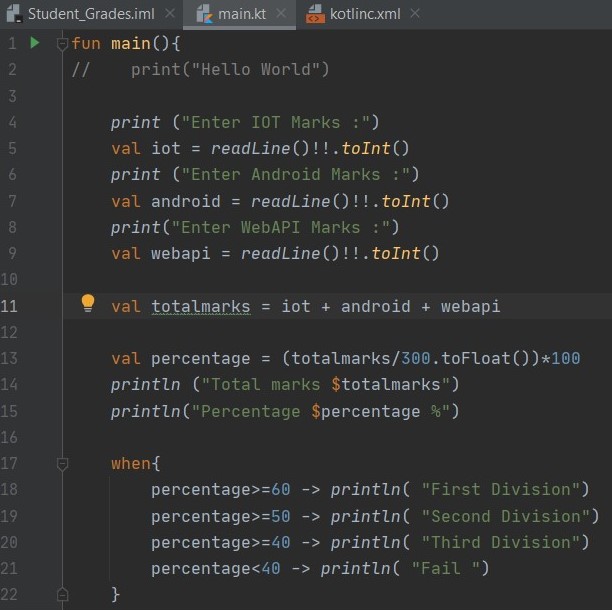 Student_Grades.iml main.kt kotlinc.xml
1 fun main(){
2 //    print("Hello World")
3
4     print ("Enter IOT Marks :")
5     val iot = readLine()!!.toInt()
6     print ("Enter Android Marks :")
7     val android = readLine()!!.toInt()
8     print("Enter WebAPI Marks :")
9     val webapi = readLine()!!.toInt()
10
11     val totalmarks = iot + android + webapi
12
13     val percentage = (totalmarks/300.toFloat())*100
14     println ("Total marks $totalmarks")
15     println("Percentage $percentage %")
16
17     when{
18         percentage>=60 -> println( "First Division")
19         percentage>=50 -> println( "Second Division")
20         percentage>=40 -> println( "Third Division")
21         percentage<40 -> println( "Fail ")
22     }